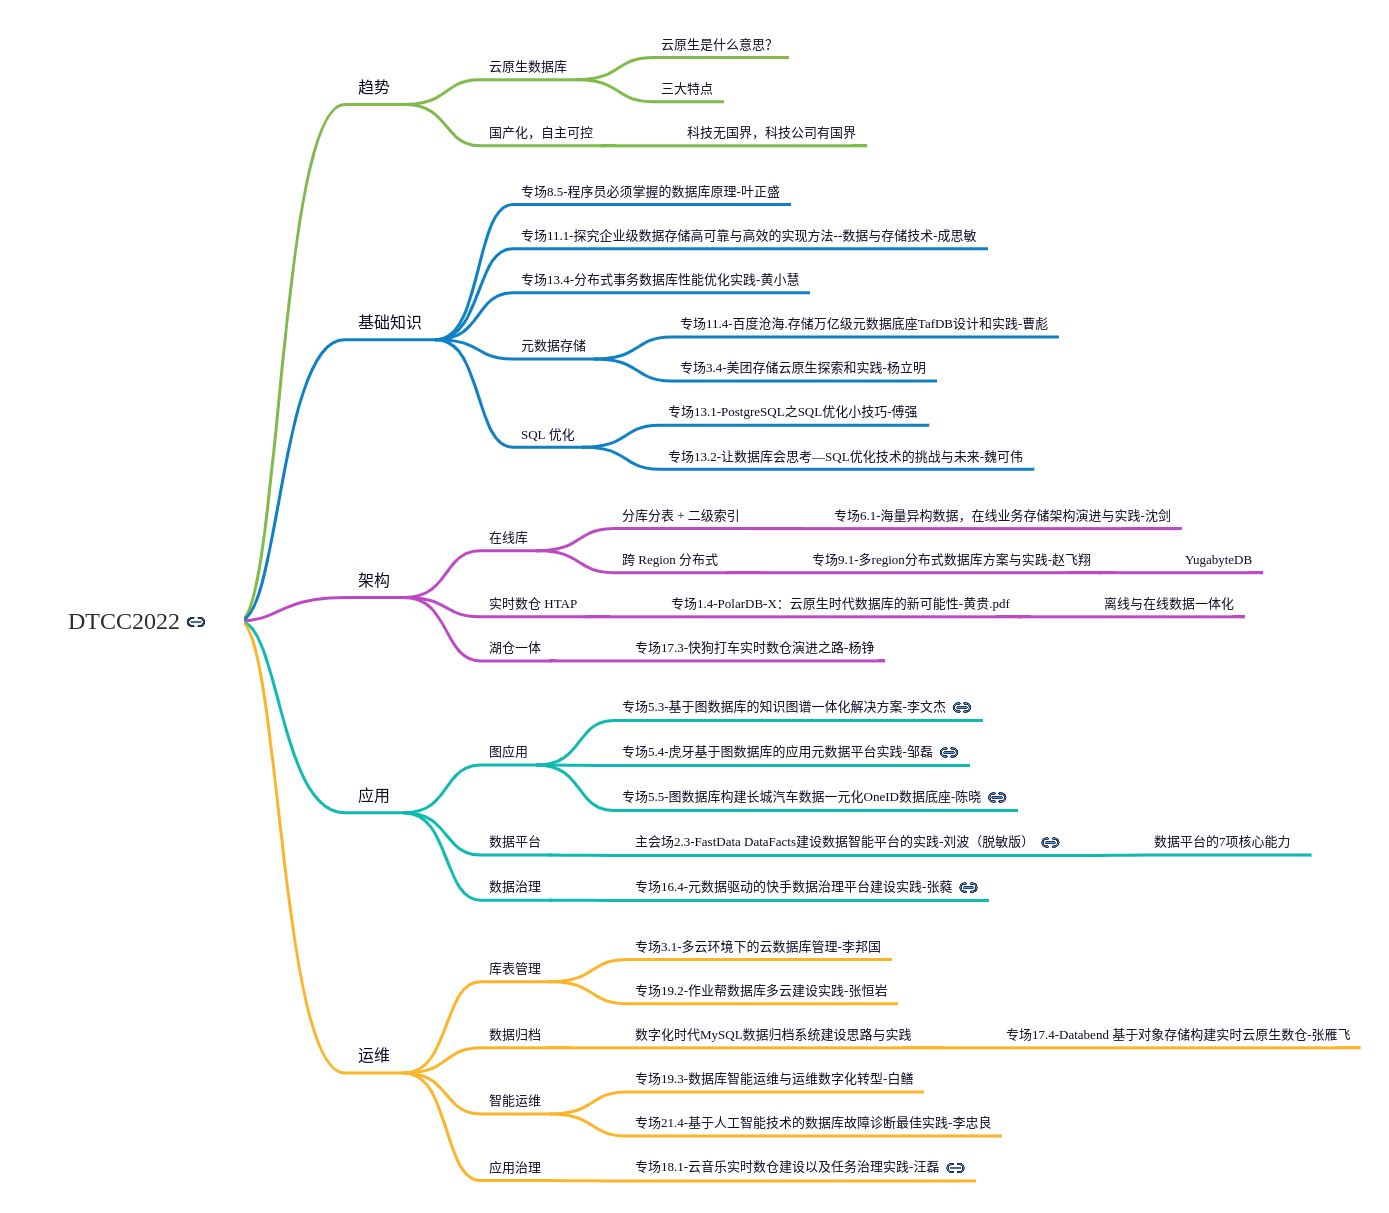 DTCC2022
趋势
云原生数据库
云原生是什么意思？
三大特点
国产化，自主可控
科技无国界，科技公司有国界
基础知识
专场8.5-程序员必须掌握的数据库原理-叶正盛
专场11.1-探究企业级数据存储高可靠与高效的实现方法--数据与存储技术-成思敏
专场13.4-分布式事务数据库性能优化实践-黄小慧
元数据存储
专场11.4-百度沧海.存储万亿级元数据底座TafDB设计和实践-曹彪
专场3.4-美团存储云原生探索和实践-杨立明
SQL 优化
专场13.1-PostgreSQL之SQL优化小技巧-傅强
专场13.2-让数据库会思考—SQL优化技术的挑战与未来-魏可伟
架构
在线库
分库分表 + 二级索引
专场6.1-海量异构数据，在线业务存储架构演进与实践-沈剑
跨 Region 分布式
专场9.1-多region分布式数据库方案与实践-赵飞翔
YugabyteDB
实时数仓 HTAP
专场1.4-PolarDB-X：云原生时代数据库的新可能性-黄贵.pdf
离线与在线数据一体化
湖仓一体
专场17.3-快狗打车实时数仓演进之路-杨铮
应用
图应用
专场5.3-基于图数据库的知识图谱一体化解决方案-李文杰
专场5.4-虎牙基于图数据库的应用元数据平台实践-邹磊
专场5.5-图数据库构建长城汽车数据一元化OneID数据底座-陈晓
数据平台
主会场2.3-FastData DataFacts建设数据智能平台的实践-刘波（脱敏版）
数据平台的7项核心能力
数据治理
专场16.4-元数据驱动的快手数据治理平台建设实践-张蕤
运维
库表管理
专场3.1-多云环境下的云数据库管理-李邦国
专场19.2-作业帮数据库多云建设实践-张恒岩
数据归档
数字化时代MySQL数据归档系统建设思路与实践
专场17.4-Databend 基于对象存储构建实时云原生数仓-张雁飞
智能运维
专场19.3-数据库智能运维与运维数字化转型-白鳝
专场21.4-基于人工智能技术的数据库故障诊断最佳实践-李忠良
应用治理
专场18.1-云音乐实时数仓建设以及任务治理实践-汪磊